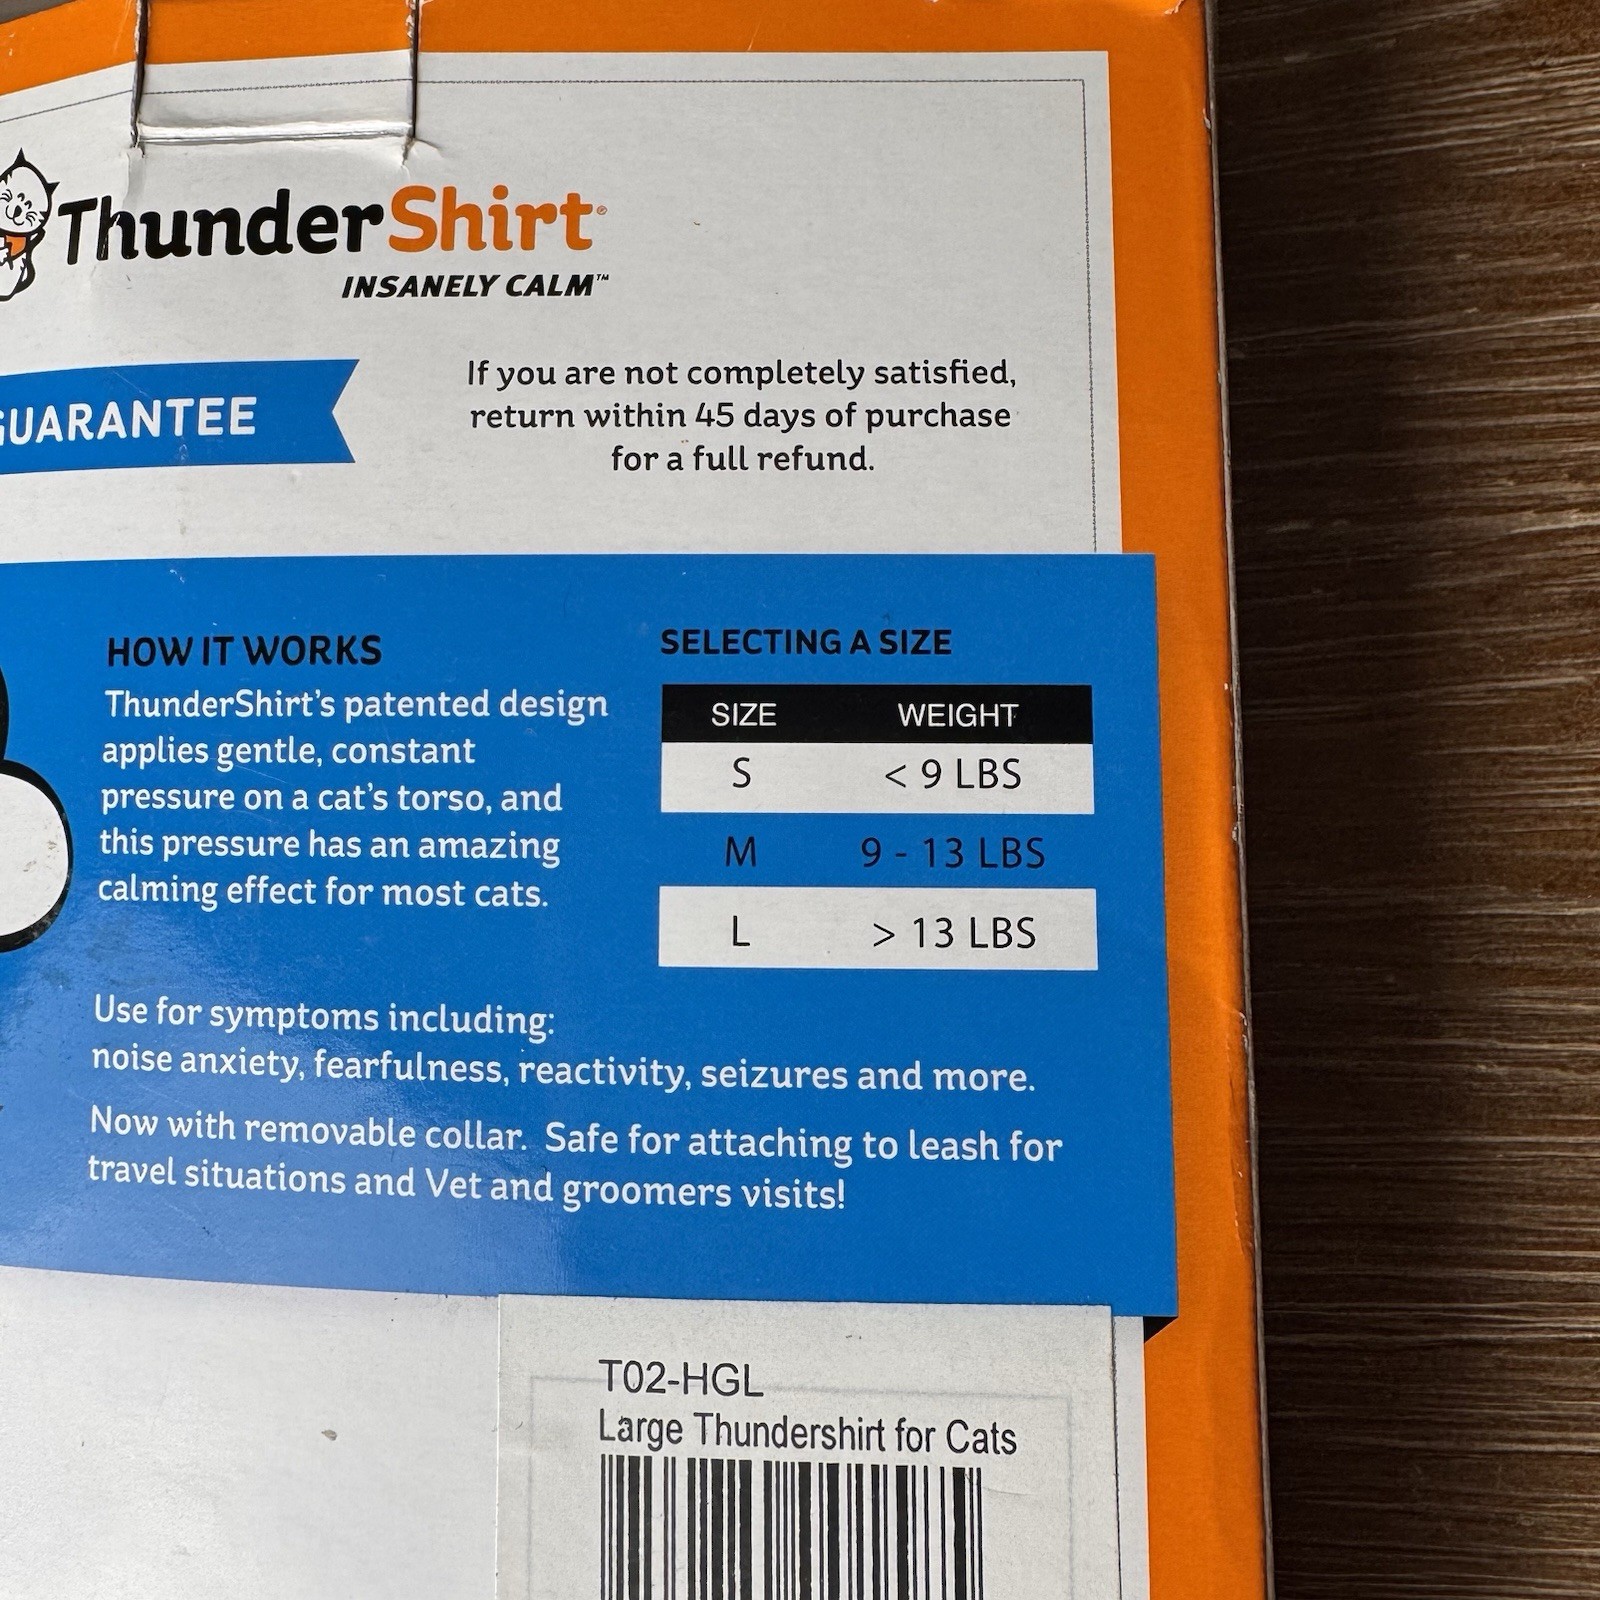 ThunderShirt®
INSANELY CALM™
GUARANTEE
If you are not completely satisfied,
return within 45 days of purchase
for a full refund.
HOW IT WORKS
ThunderShirt's patented design
applies gentle, constant
pressure on a cat's torso, and
this pressure has an amazing
calming effect for most cats.
SELECTING A SIZE
SIZE WEIGHT
S < 9 LBS
M 9 - 13 LBS
L > 13 LBS
Use for symptoms including:
noise anxiety, fearfulness, reactivity, seizures and more.
Now with removable collar. Safe for attaching to leash for
travel situations and Vet and groomers visits!
T02-HGL
Large Thundershirt for Cats